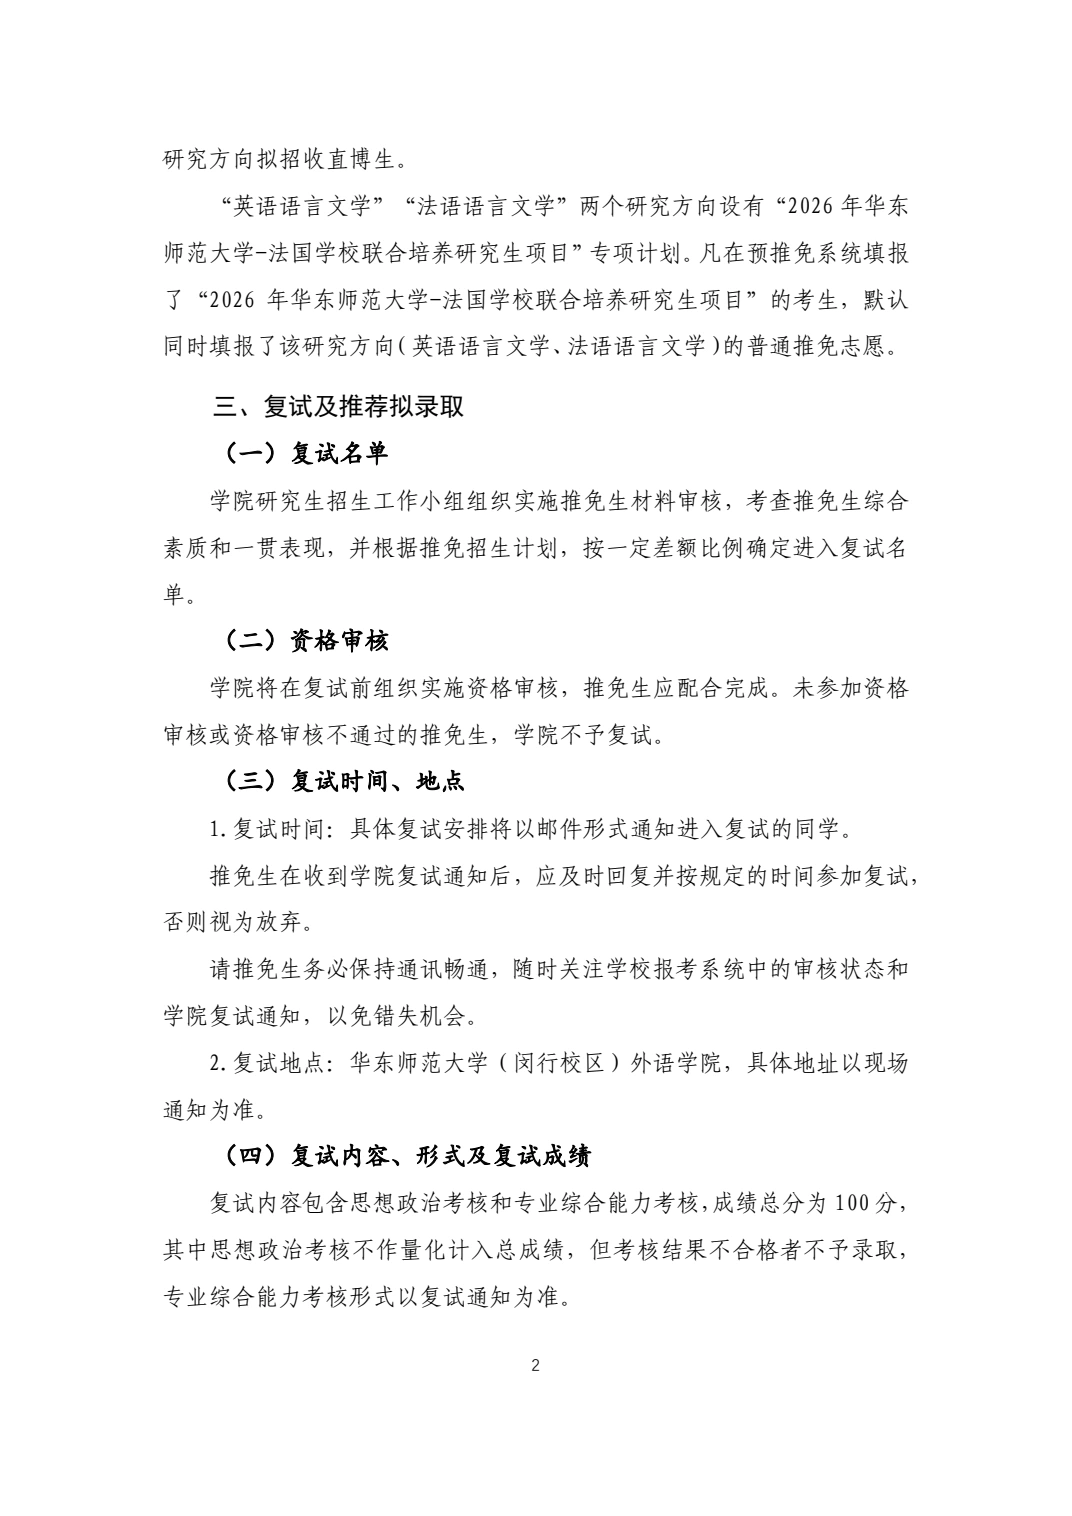 研究方向拟招收直博生。
“英语语言文学”“法语语言文学”两个研究方向设有“2026 年华东
师范大学-法国学校联合培养研究生项目”专项计划。凡在预推免系统填报
了“2026 年华东师范大学-法国学校联合培养研究生项目”的考生，默认
同时填报了该研究方向(英语语言文学、法语语言文学)的普通推免志愿。
三、复试及推荐拟录取
（一）复试名单
学院研究生招生工作小组组织实施推免生材料审核，考查推免生综合
素质和一贯表现，并根据推免招生计划，按一定差额比例确定进入复试名
单。
（二）资格审核
学院将在复试前组织实施资格审核，推免生应配合完成。未参加资格
审核或资格审核不通过的推免生，学院不予复试。
（三）复试时间、地点
1.复试时间：具体复试安排将以邮件形式通知进入复试的同学。
推免生在收到学院复试通知后，应及时回复并按规定的时间参加复试，
否则视为放弃。
请推免生务必保持通讯畅通，随时关注学校报考系统中的审核状态和
学院复试通知，以免错失机会。
2.复试地点：华东师范大学（闵行校区）外语学院，具体地址以现场
通知为准。
（四）复试内容、形式及复试成绩
复试内容包含思想政治考核和专业综合能力考核，成绩总分为 100 分，
其中思想政治考核不作量化计入总成绩，但考核结果不合格者不予录取，
专业综合能力考核形式以复试通知为准。
2